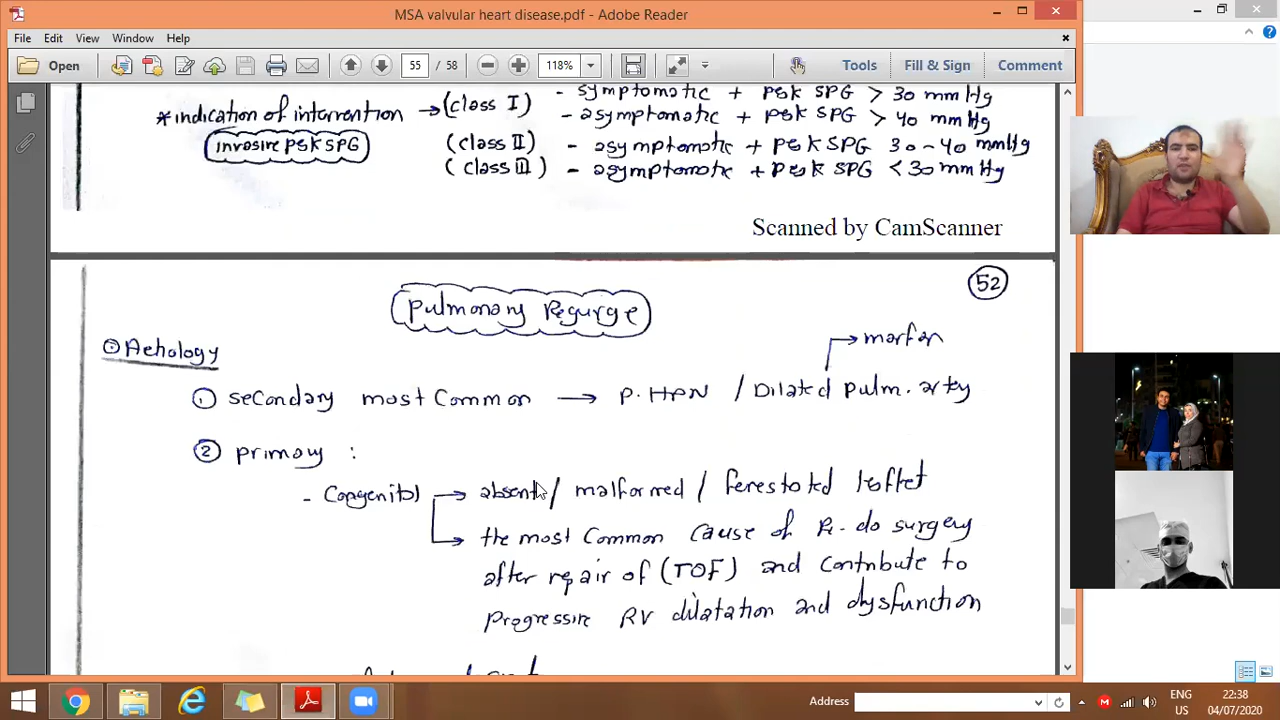 MSA valvular heart disease.pdf - Adobe Reader
File Edit View Window Help
Open 55 / 58 118% Tools Fill & Sign Comment
- symptomatic + peak SPG > 30 mmHg
*indication of intervention → (class I) - asymptomatic + peak SPG > 40 mmHg
invasive peak SPG (class II) - asymptomatic + peak SPG 30-40 mmHg
(class III) - asymptomatic + peak SPG < 30 mmHg
Scanned by CamScanner
52
Pulmonary Regurge
marfan
Aetiology
① secondary most Common → P.HPN / Dilated pulm. arty
② primary :
- Congenital → absent / malformed / fenestrated leaflet
→ the most Common cause of Re-do surgery
after repair of (TOF) and contribute to
progressive RV dilatation and dysfunction
Address
ENG
US
22:38
04/07/2020